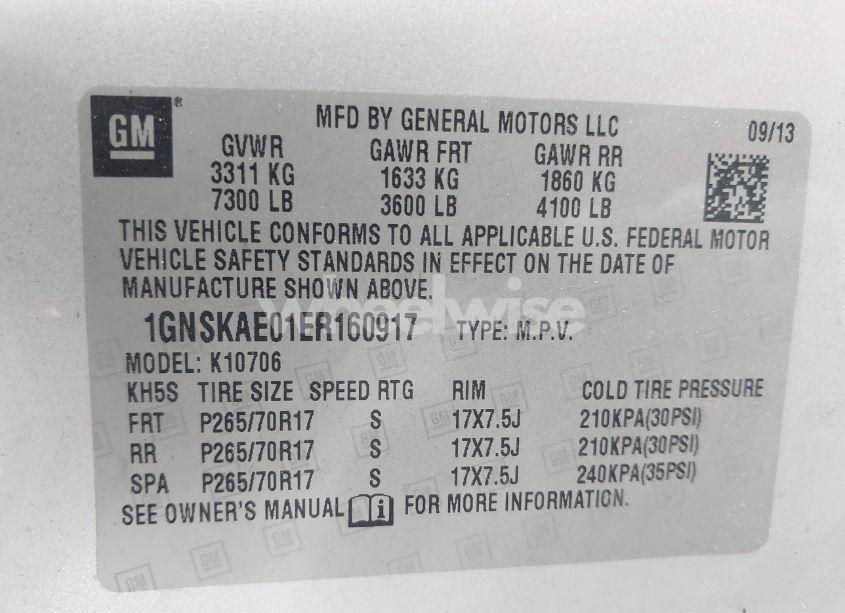 GM®
MFD BY GENERAL MOTORS LLC 09/13
GVWR GAWR FRT GAWR RR
3311 KG 1633 KG 1860 KG
7300 LB 3600 LB 4100 LB
THIS VEHICLE CONFORMS TO ALL APPLICABLE U.S. FEDERAL MOTOR
VEHICLE SAFETY STANDARDS IN EFFECT ON THE DATE OF
MANUFACTURE SHOWN ABOVE.
wheelwise
1GNSKAE01ER160917 TYPE: M.P.V.
MODEL: K10706
KH5S TIRE SIZE SPEED RTG RIM COLD TIRE PRESSURE
FRT P265/70R17 S 17X7.5J 210KPA(30PSI)
RR P265/70R17 S 17X7.5J 210KPA(30PSI)
SPA P265/70R17 S 17X7.5J 240KPA(35PSI)
SEE OWNER'S MANUAL i FOR MORE INFORMATION.